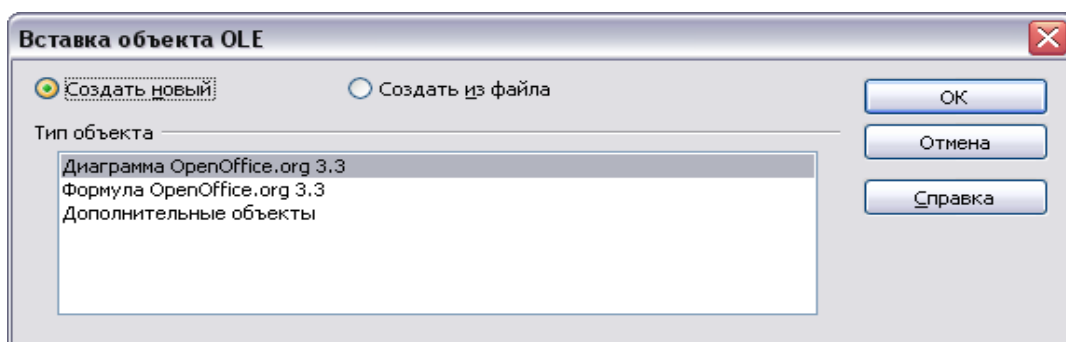 Вставка объекта OLE
Создать новый Создать из файла
OK
Тип объекта
Отмена
Диаграмма OpenOffice.org 3.3
Формула OpenOffice.org 3.3
Справка
Дополнительные объекты